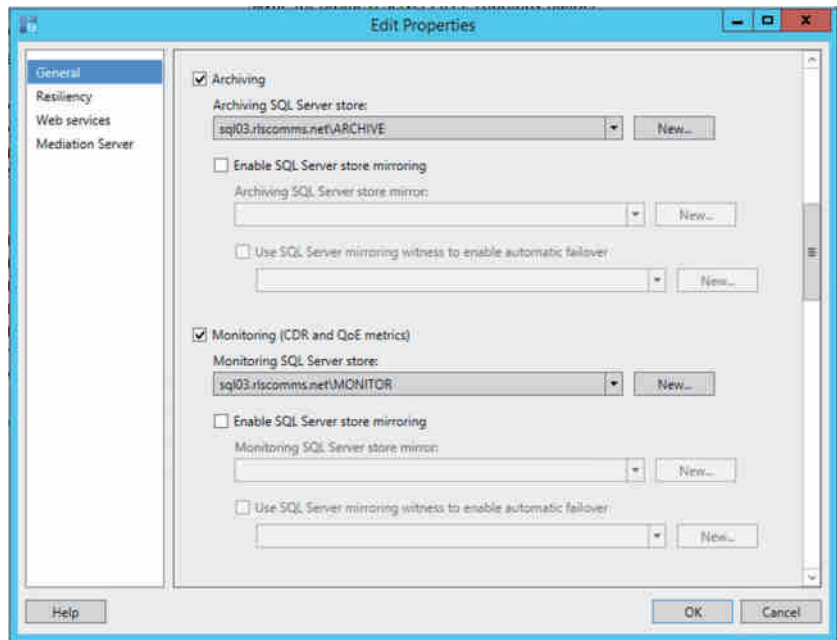 Edit Properties
General
Resiliency
Web services
Mediation Server
Archiving
Archiving SQL Server store:
sql03.rlscomms.net\ARCHIVE
New...
Enable SQL Server store mirroring
Archiving SQL Server store mirror:
New...
Use SQL Server mirroring witness to enable automatic failover
New...
Monitoring (CDR and QoE metrics)
Monitoring SQL Server store:
sql03.rlscomms.net\MONITOR
New...
Enable SQL Server store mirroring
Monitoring SQL Server store mirror:
New...
Use SQL Server mirroring witness to enable automatic failover
New...
Help
OK
Cancel